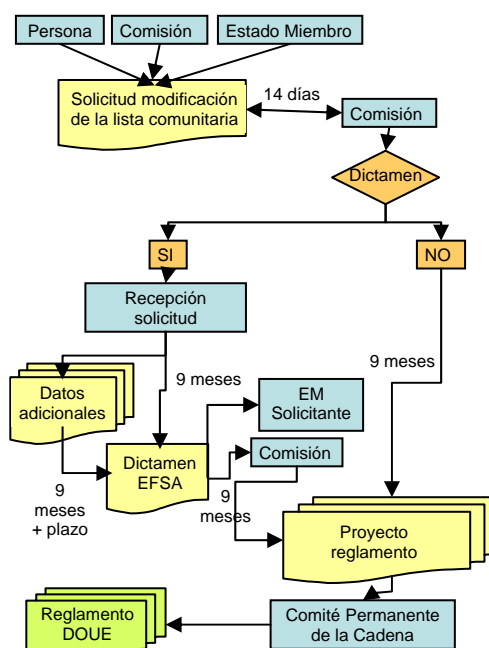 Persona
Comisión
Estado Miembro
Solicitud modificación
de la lista comunitaria
14 días
Comisión
Dictamen
SI
NO
Recepción
solicitud
9 meses
9 meses
Datos
adicionales
EM
Solicitante
Dictamen
EFSA
Comisión
9
meses
+ plazo
9
meses
Proyecto
reglamento
Reglamento
DOUE
Comité Permanente
de la Cadena